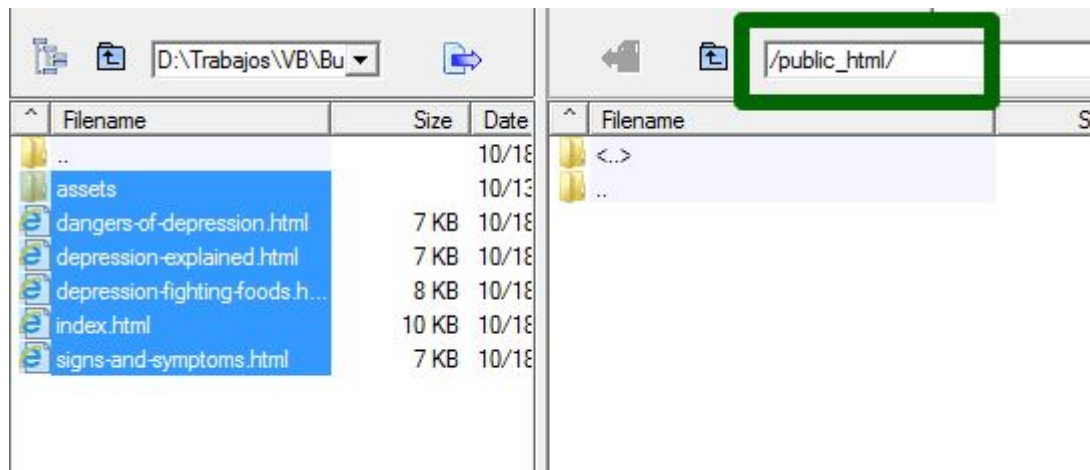 D:\Trabajos\VB\Bu
/public_html/
^ Filename Size Date
^ Filename S
.. 10/18
<..>
assets 10/13
..
dangers-of-depression.html 7 KB 10/18
depression-explained.html 7 KB 10/18
depression-fighting-foods.h... 8 KB 10/18
index.html 10 KB 10/18
signs-and-symptoms.html 7 KB 10/18